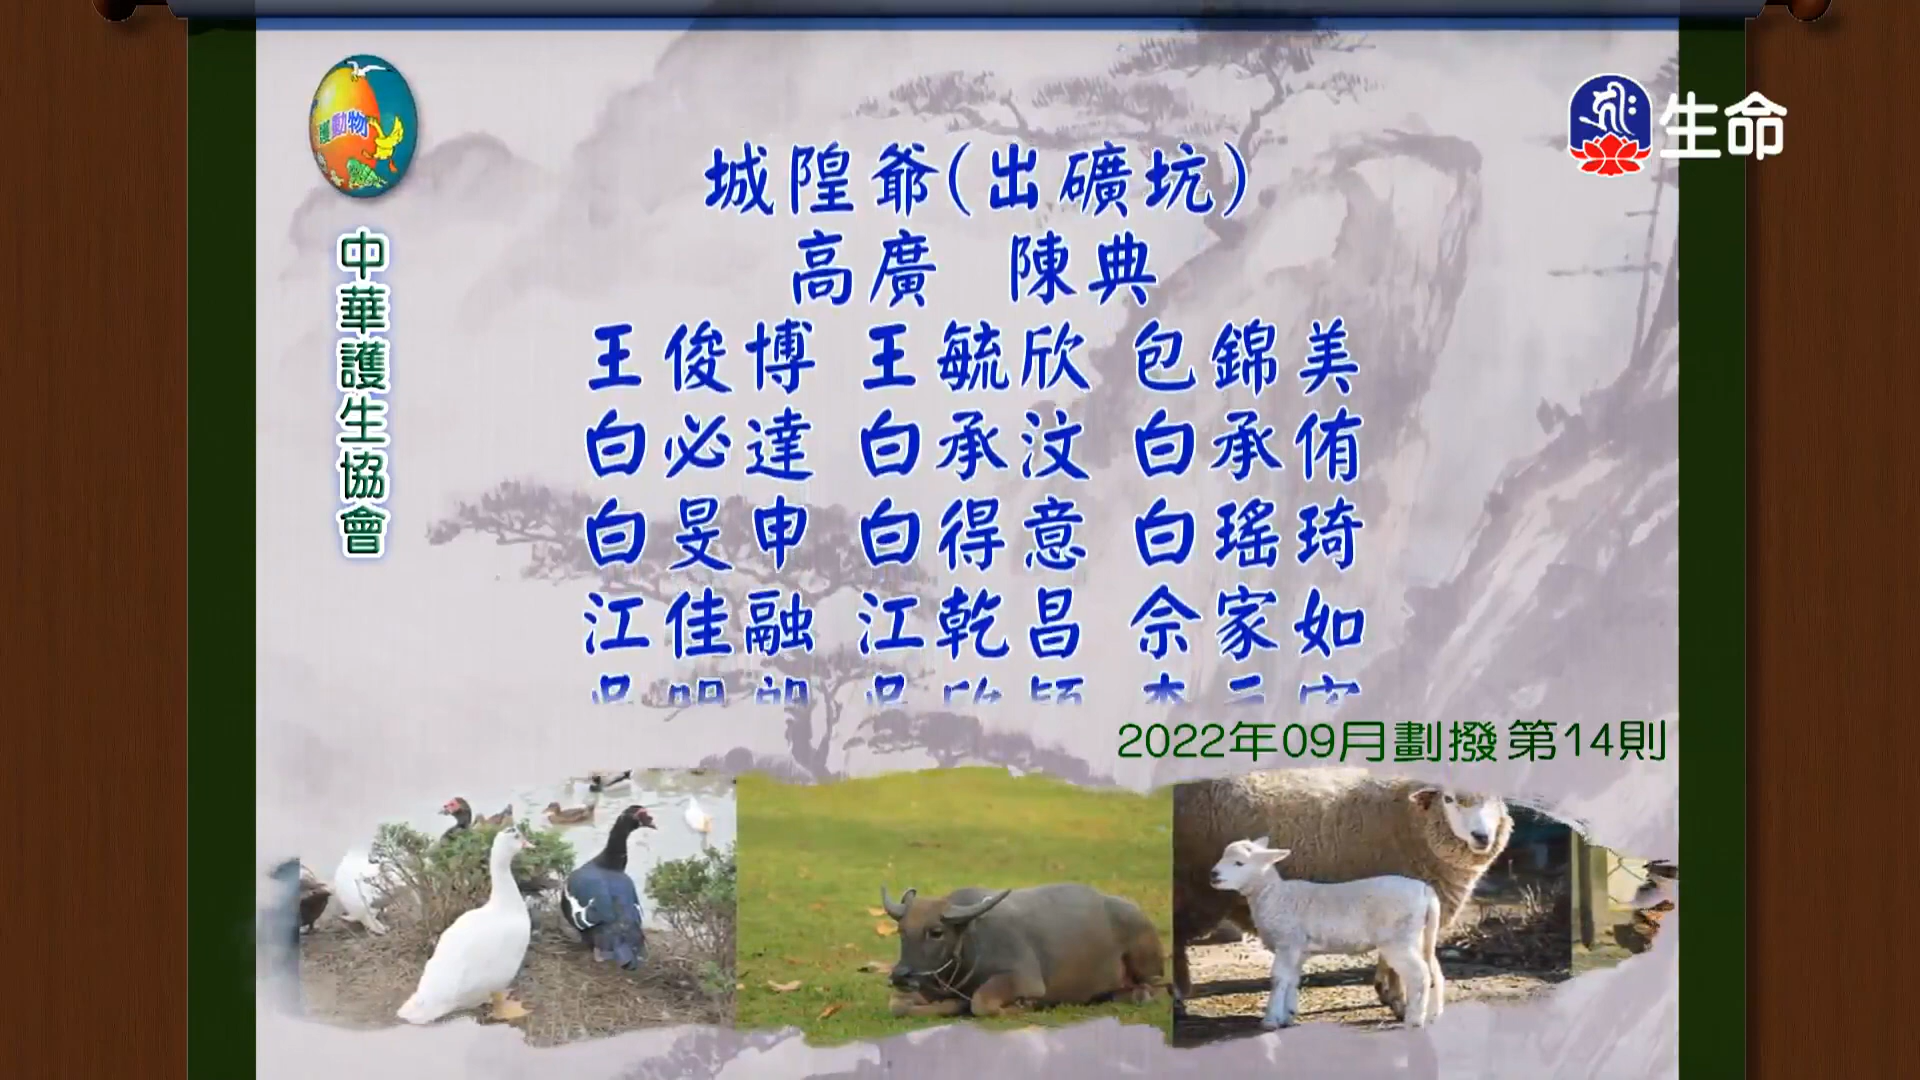 護動物
生命
中華護生協會
城隍爺(出礦坑)
高廣 陳典
王俊博 王毓欣 包錦美
白必達 白承汶 白承侑
白旻申 白得意 白瑤琦
江佳融 江乾昌 佘家如
2022年09月劃撥 第14則